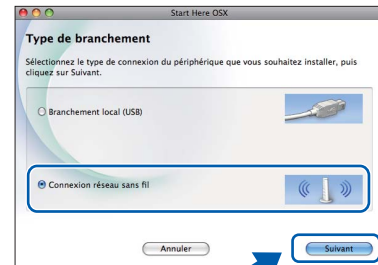 Start Here OSX
Type de branchement
Sélectionnez le type de connexion du périphérique que vous souhaitez installer, puis
cliquez sur Suivant.
Branchement local (USB)
Connexion réseau sans fil
Annuler
Suivant